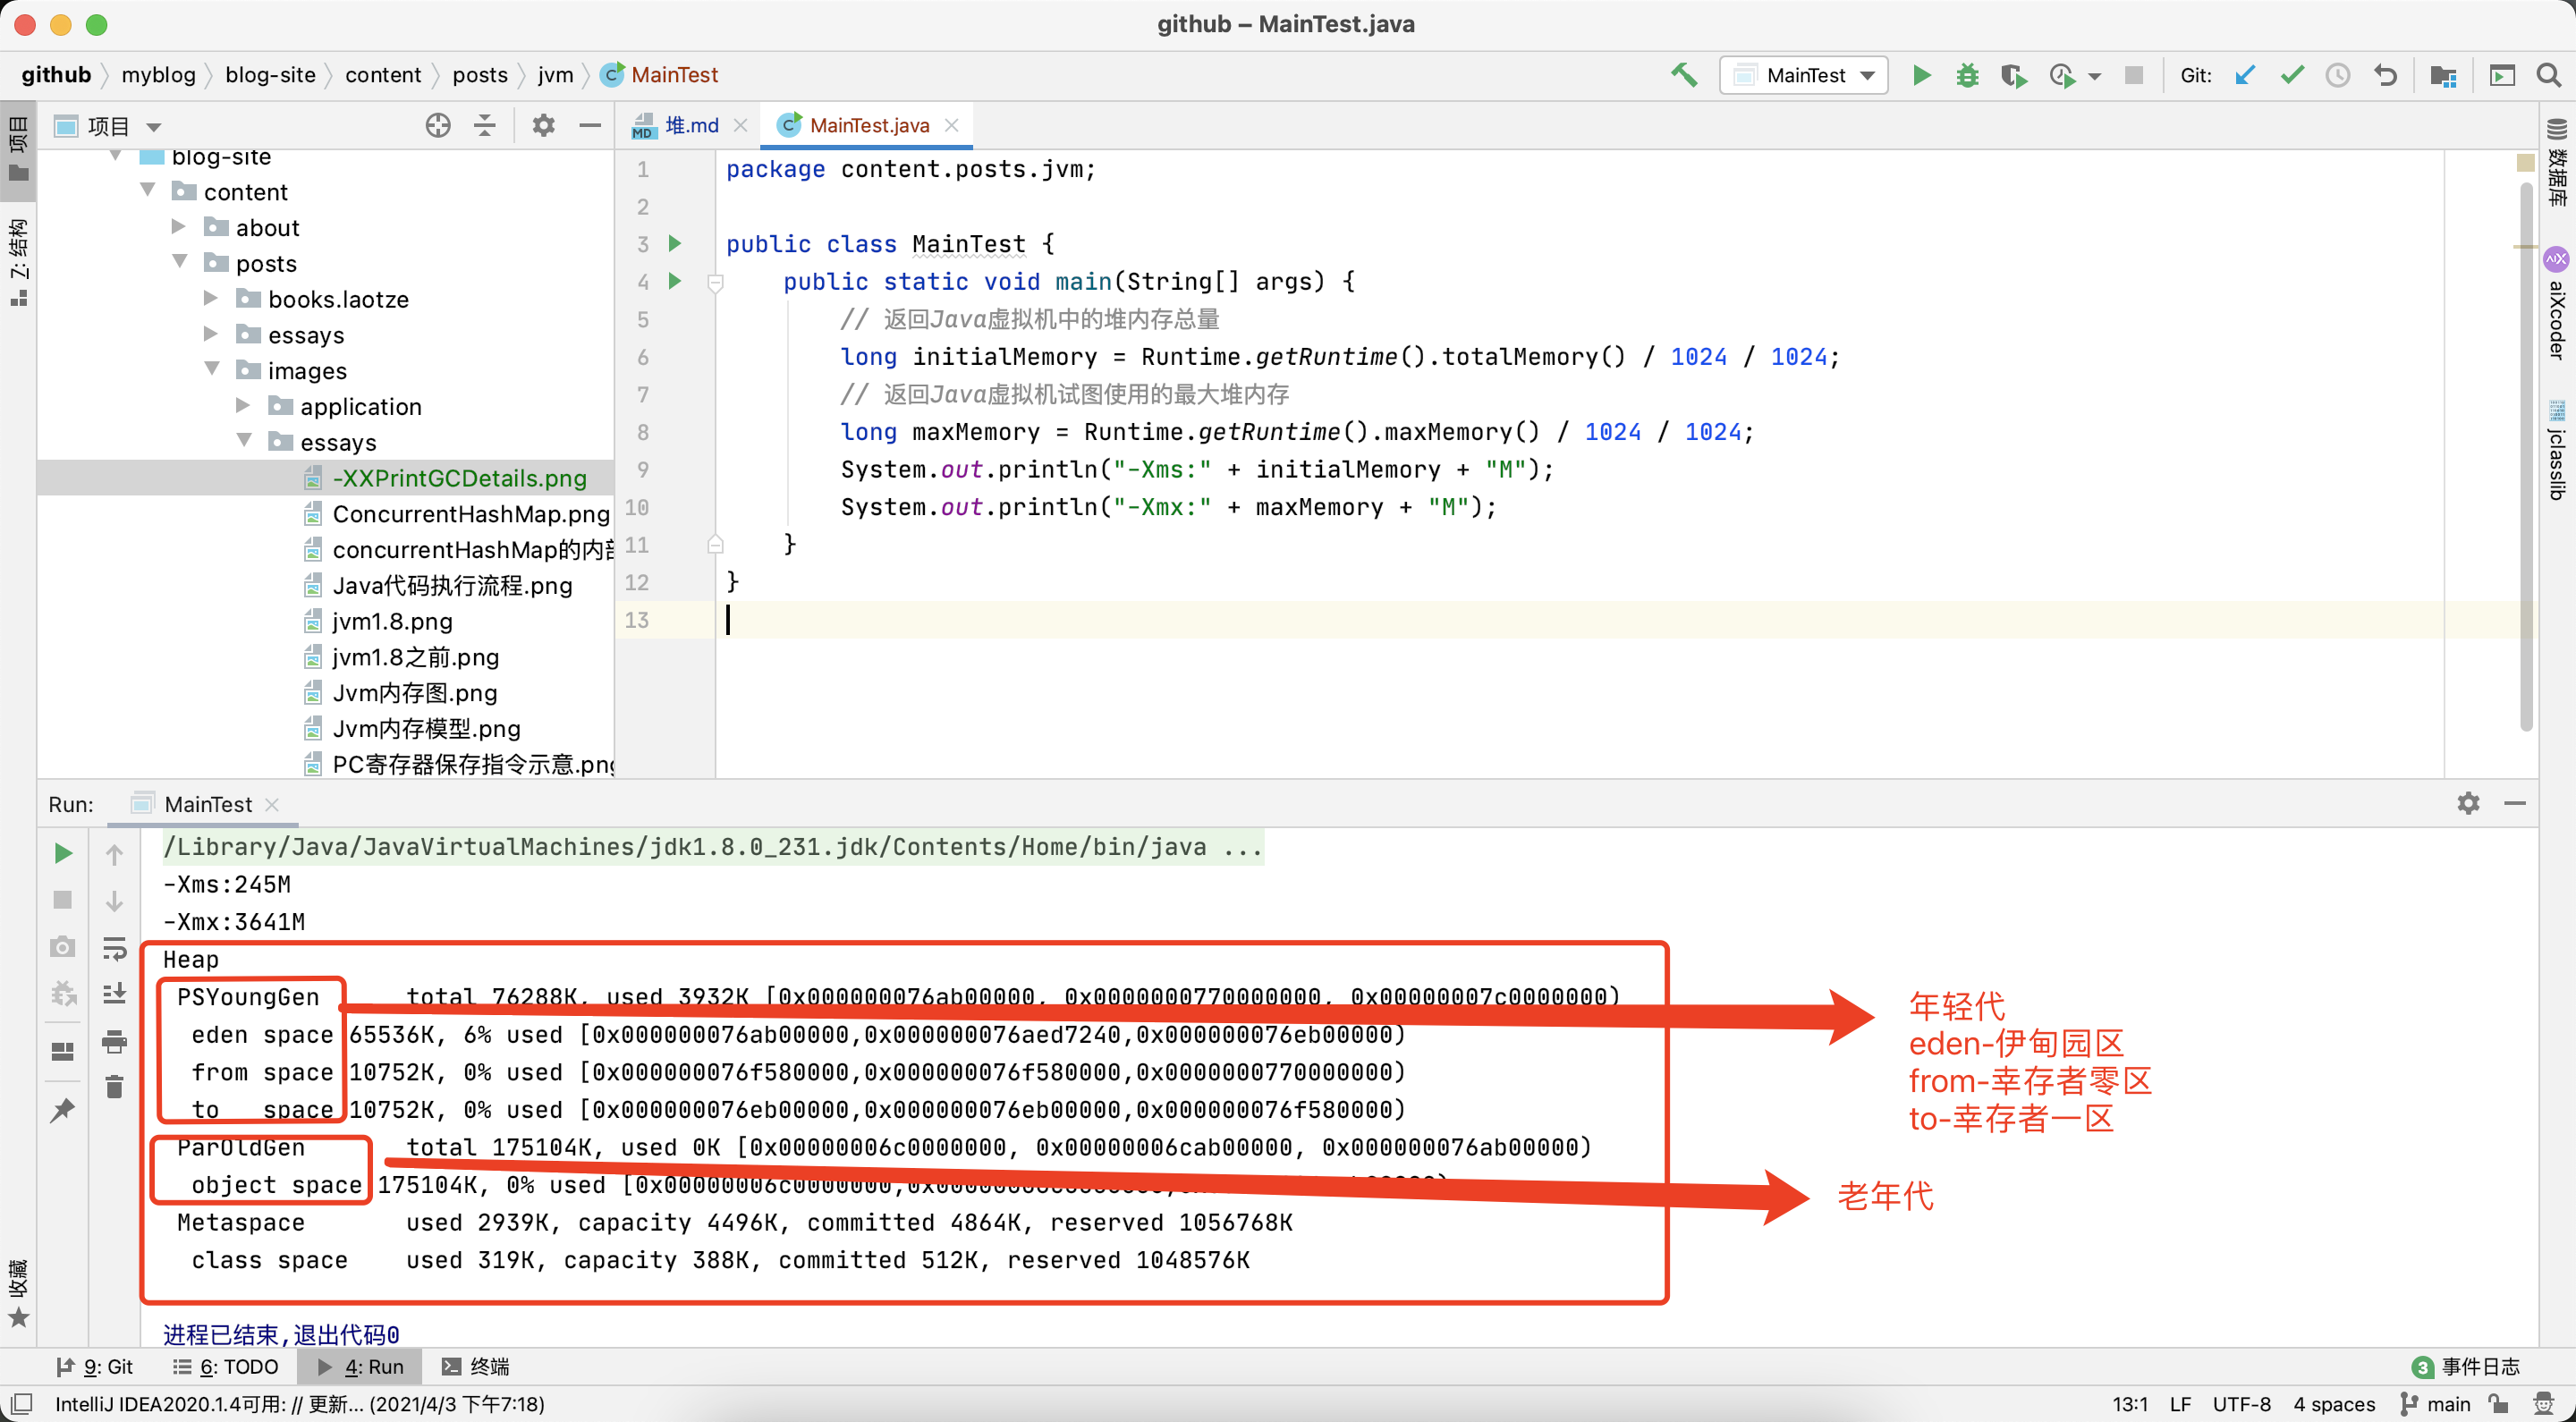 github – MainTest.java
github myblog blog-site content posts jvm MainTest
MainTest
Git:
项目
堆.md
MainTest.java
项目
Z: 结构
收藏
blog-site
content
about
posts
books.laotze
essays
images
application
essays
-XXPrintGCDetails.png
ConcurrentHashMap.png
concurrentHashMap的内
Java代码执行流程.png
jvm1.8.png
jvm1.8之前.png
Jvm内存图.png
Jvm内存模型.png
PC寄存器保存指令示意.png
1 package content.posts.jvm;
2
3 public class MainTest {
4 public static void main(String[] args) {
5 // 返回Java虚拟机中的堆内存总量
6 long initialMemory = Runtime.getRuntime().totalMemory() / 1024 / 1024;
7 // 返回Java虚拟机试图使用的最大堆内存
8 long maxMemory = Runtime.getRuntime().maxMemory() / 1024 / 1024;
9 System.out.println("-Xms:" + initialMemory + "M");
10 System.out.println("-Xmx:" + maxMemory + "M");
11 }
12 }
13
数据库
aiXcoder
jclasslib
Run: MainTest
/Library/Java/JavaVirtualMachines/jdk1.8.0_231.jdk/Contents/Home/bin/java ...
-Xms:245M
-Xmx:3641M
Heap
PSYoungGen total 76288K, used 3932K [0x000000076ab00000, 0x0000000770000000, 0x00000007c0000000)
eden space 65536K, 6% used [0x000000076ab00000,0x000000076aed7240,0x000000076eb00000)
from space 10752K, 0% used [0x000000076f580000,0x000000076f580000,0x0000000770000000)
to space 10752K, 0% used [0x000000076eb00000,0x000000076eb00000,0x000000076f580000)
ParOldGen total 175104K, used 0K [0x00000006c0000000, 0x00000006cab00000, 0x000000076ab00000)
object space 175104K, 0% used [0x00000006c0000000,
Metaspace used 2939K, capacity 4496K, committed 4864K, reserved 1056768K
class space used 319K, capacity 388K, committed 512K, reserved 1048576K
进程已结束,退出代码0
年轻代
eden-伊甸园区
from-幸存者零区
to-幸存者一区
老年代
9: Git 6: TODO 4: Run 终端
3 事件日志
IntelliJ IDEA2020.1.4可用: // 更新... (2021/4/3 下午7:18)
13:1 LF UTF-8 4 spaces main